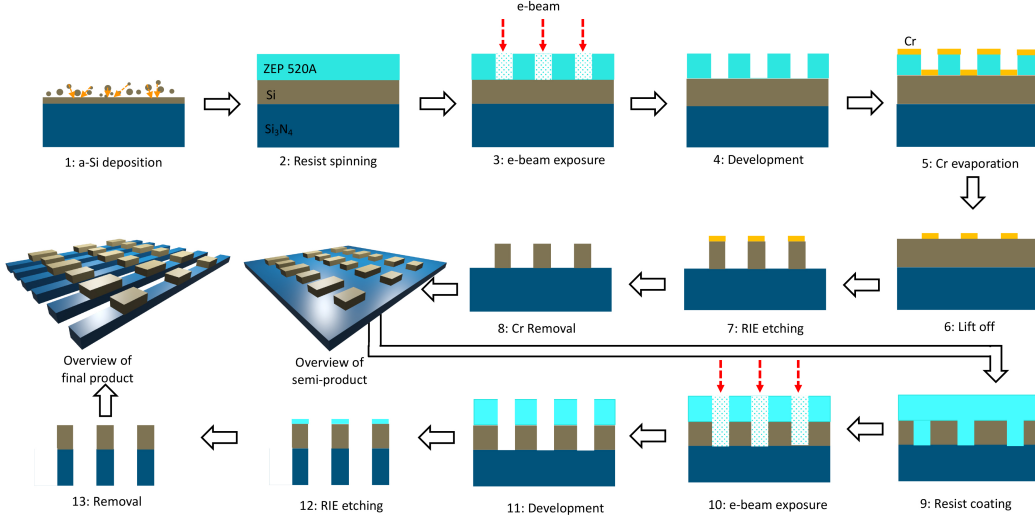 e-beam
Cr
ZEP 520A
Si
Si₃N₄
1: a-Si deposition
2: Resist spinning
3: e-beam exposure
4: Development
5: Cr evaporation
8: Cr Removal
7: RIE etching
6: Lift off
Overview of
final product
Overview of
semi-product
13: Removal
12: RIE etching
11: Development
10: e-beam exposure
9: Resist coating